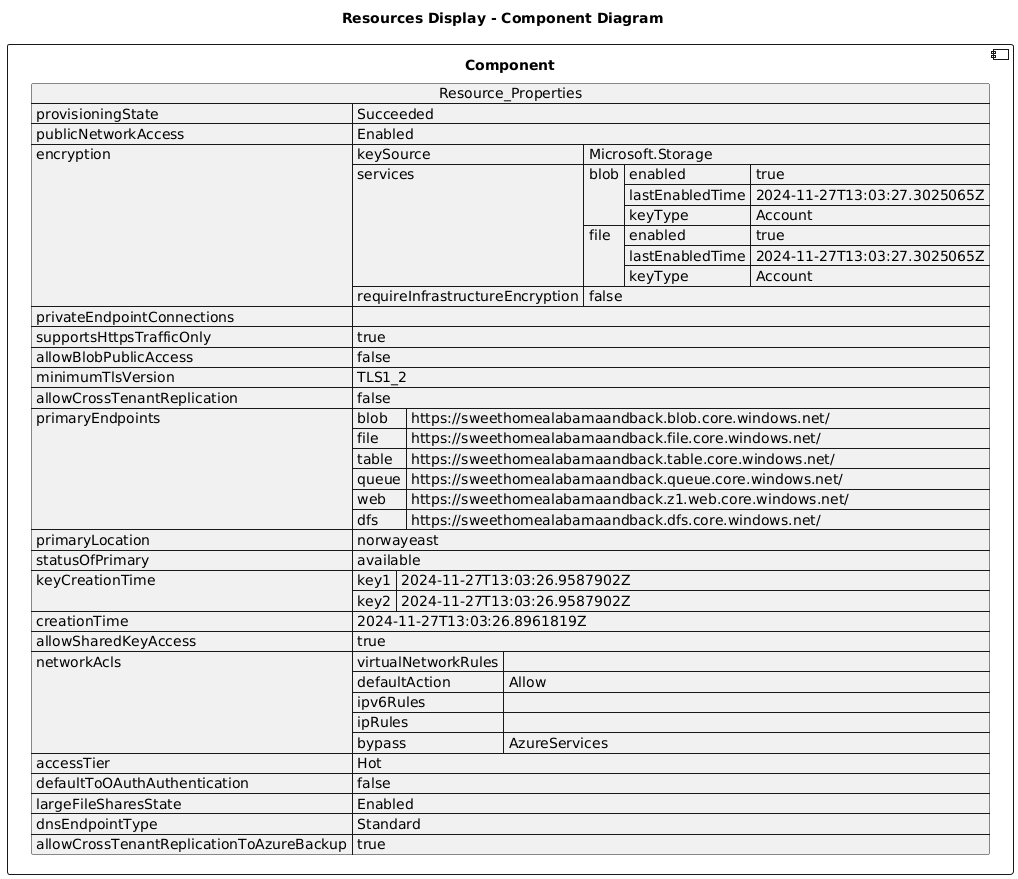 Resources Display - Component Diagram
Component
Resource_Properties
provisioningState Succeeded
publicNetworkAccess Enabled
encryption keySource Microsoft.Storage
services blob enabled true
lastEnabledTime 2024-11-27T13:03:27.3025065Z
keyType Account
file enabled true
lastEnabledTime 2024-11-27T13:03:27.3025065Z
keyType Account
requireInfrastructureEncryption false
privateEndpointConnections
supportsHttpsTrafficOnly true
allowBlobPublicAccess false
minimumTlsVersion TLS1_2
allowCrossTenantReplication false
primaryEndpoints blob https://sweethomealabamaandback.blob.core.windows.net/
file https://sweethomealabamaandback.file.core.windows.net/
table https://sweethomealabamaandback.table.core.windows.net/
queue https://sweethomealabamaandback.queue.core.windows.net/
web https://sweethomealabamaandback.z1.web.core.windows.net/
dfs https://sweethomealabamaandback.dfs.core.windows.net/
primaryLocation norwayeast
statusOfPrimary available
keyCreationTime key1 2024-11-27T13:03:26.9587902Z
key2 2024-11-27T13:03:26.9587902Z
creationTime 2024-11-27T13:03:26.8961819Z
allowSharedKeyAccess true
networkAcls virtualNetworkRules
defaultAction Allow
ipv6Rules
ipRules
bypass AzureServices
accessTier Hot
defaultToOAuthAuthentication false
largeFileSharesState Enabled
dnsEndpointType Standard
allowCrossTenantReplicationToAzureBackup true